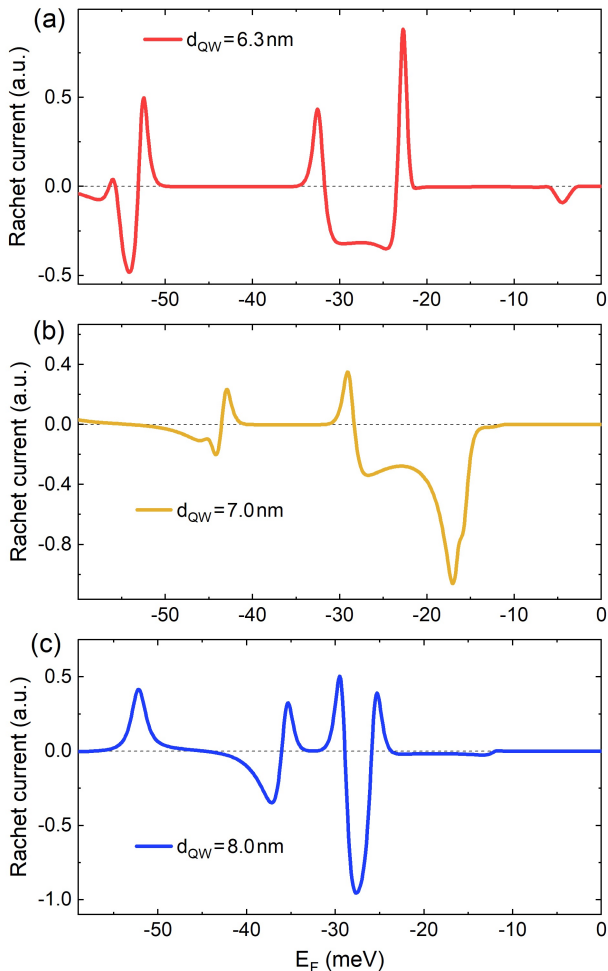 (a)
d_QW = 6.3nm
Rachet current (a.u.)
0.5
0.0
-0.5
-50 -40 -30 -20 -10 0
(b)
Rachet current (a.u.)
0.4
0.0
-0.4
d_QW = 7.0nm
-0.8
-50 -40 -30 -20 -10 0
(c)
Rachet current (a.u.)
0.5
0.0
-0.5
d_QW = 8.0nm
-1.0
-50 -40 -30 -20 -10 0
E_F (meV)